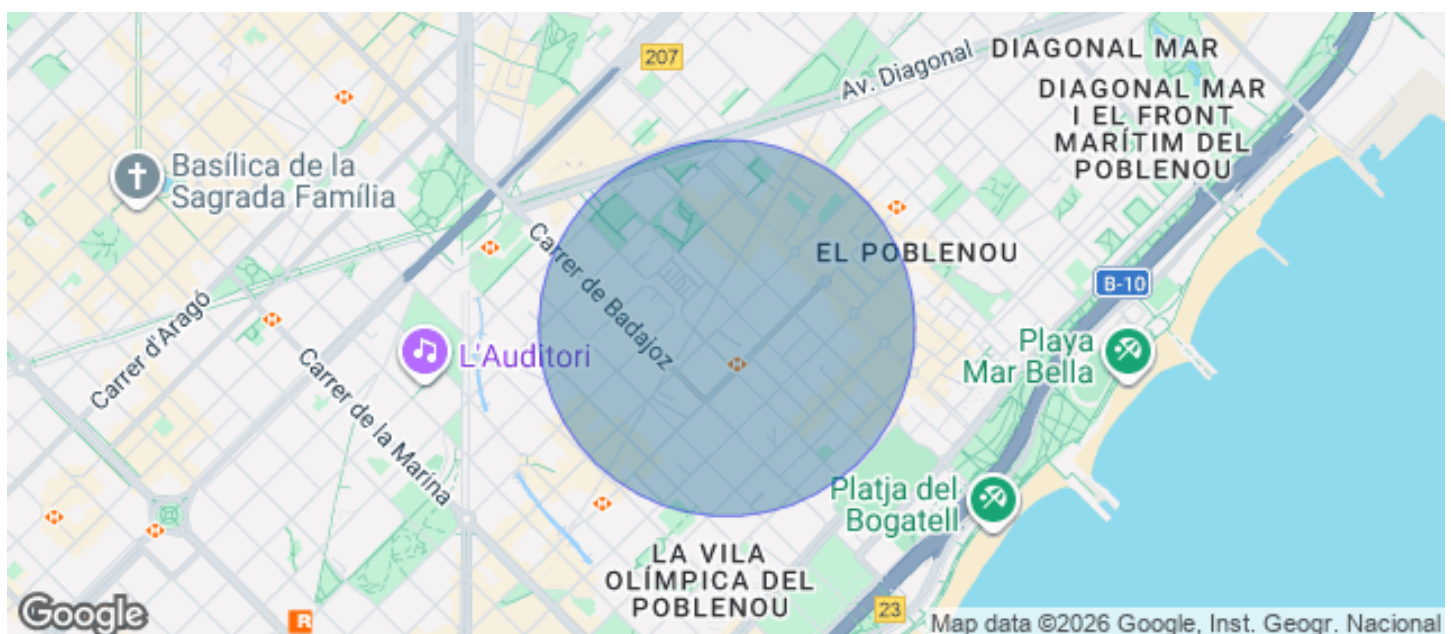 207
Av. Diagonal
DIAGONAL MAR
DIAGONAL MAR
I EL FRONT
MARÍTIM DEL
POBLENOU
Basílica de la
Sagrada Família
Carrer de Badajoz
EL POBLENOU
B-10
Carrer d'Aragó
L'Auditori
Carrer de la Marina
Playa
Mar Bella
Platja del
Bogatell
LA VILA
OLÍMPICA DEL
POBLENOU
23
R
Google
Map data ©2026 Google, Inst. Geogr. Nacional